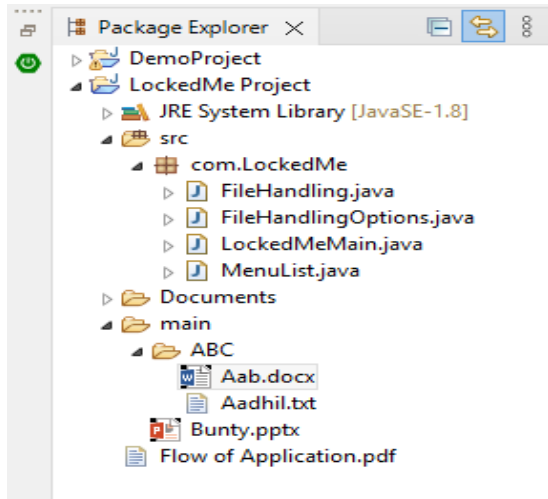 Package Explorer
DemoProject
LockedMe Project
JRE System Library [JavaSE-1.8]
src
com.LockedMe
FileHandling.java
FileHandlingOptions.java
LockedMeMain.java
MenuList.java
Documents
main
ABC
Aab.docx
Aadhil.txt
Bunty.pptx
Flow of Application.pdf